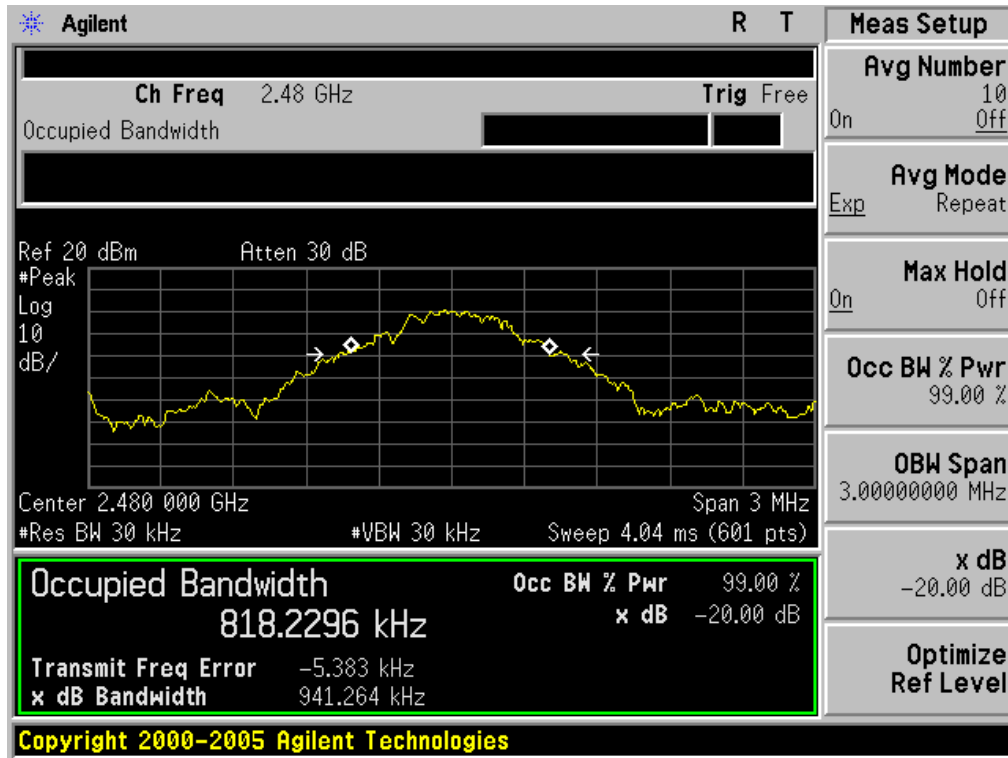 Agilent R T
Ch Freq 2.48 GHz Trig Free
Occupied Bandwidth
Ref 20 dBm Atten 30 dB
#Peak
Log
10
dB/
Center 2.480 000 GHz Span 3 MHz
#Res BW 30 kHz #VBW 30 kHz Sweep 4.04 ms (601 pts)
Occupied Bandwidth Occ BW % Pwr 99.00 %
818.2296 kHz x dB -20.00 dB
Transmit Freq Error -5.383 kHz
x dB Bandwidth 941.264 kHz
Copyright 2000-2005 Agilent Technologies
Meas Setup
Avg Number
10
On Off
Avg Mode
Exp Repeat
Max Hold
On Off
Occ BW % Pwr
99.00 %
OBW Span
3.00000000 MHz
x dB
-20.00 dB
Optimize
Ref Level